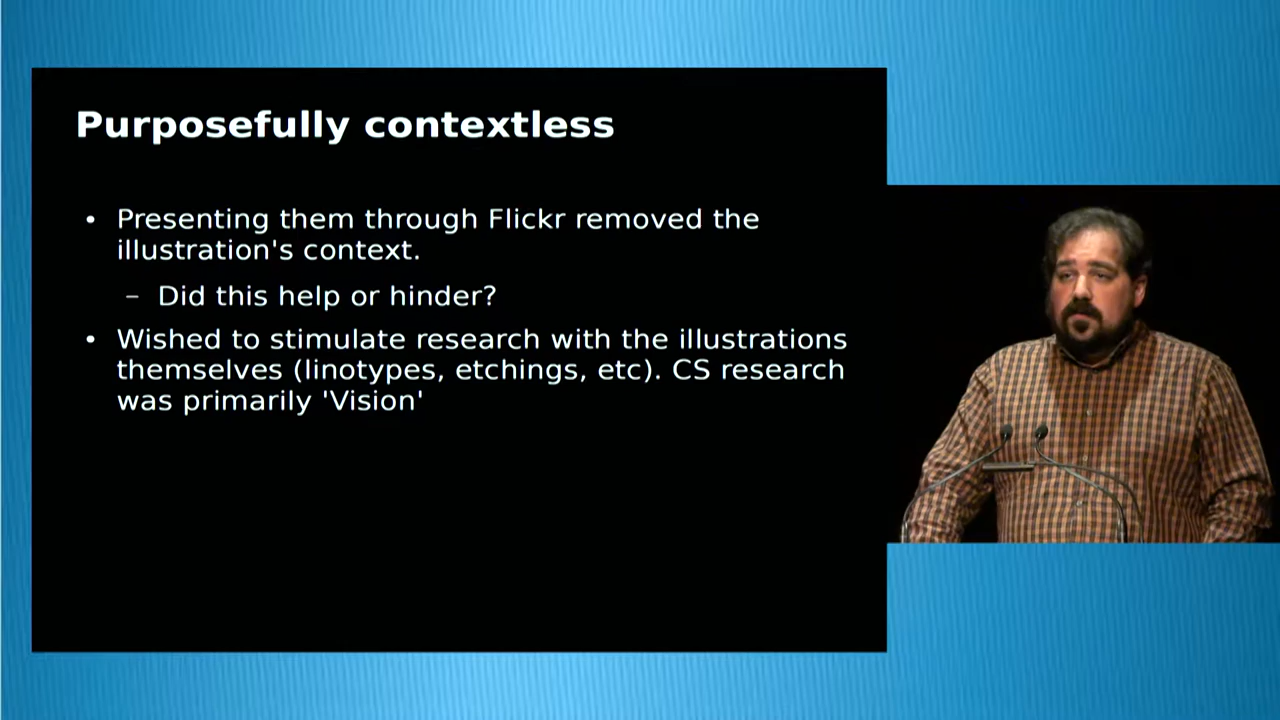 Purposefully contextless
• Presenting them through Flickr removed the
illustration's context.
– Did this help or hinder?
• Wished to stimulate research with the illustrations
themselves (linotypes, etchings, etc). CS research
was primarily 'Vision'